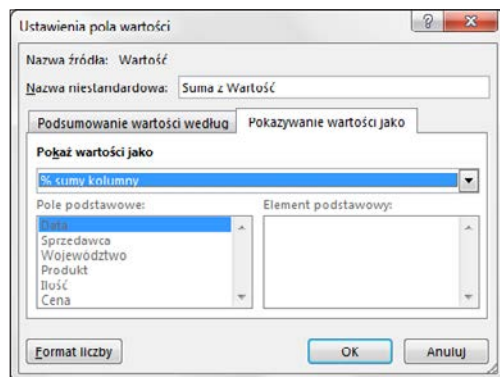 Ustawienia pola wartości
Nazwa źródła: Wartość
Nazwa niestandardowa: Suma z Wartość
Podsumowanie wartości według Pokazywanie wartości jako
Pokaż wartości jako
% sumy kolumny
Pole podstawowe: Element podstawowy:
Data
Sprzedawca
Województwo
Produkt
Ilość
Cena
Format liczby OK Anuluj